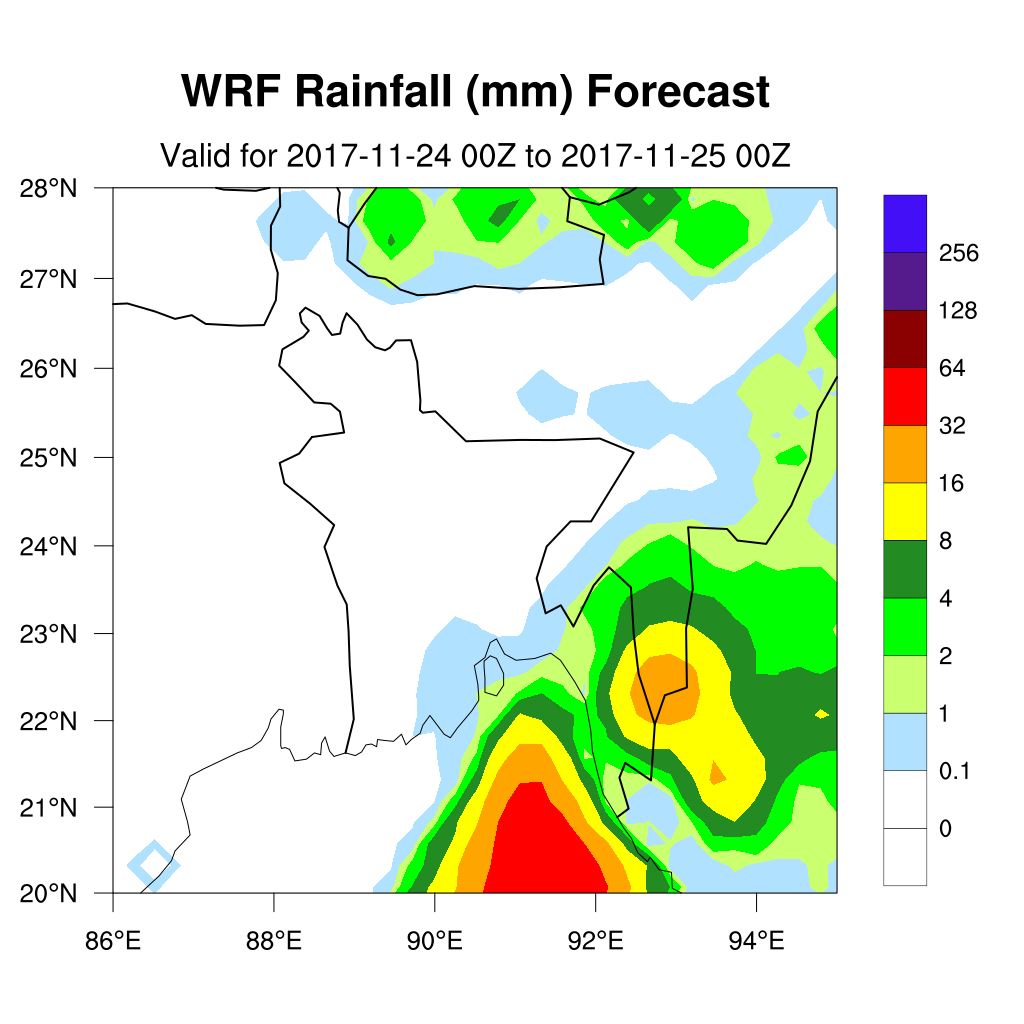 WRF Rainfall (mm) Forecast
Valid for 2017-11-24 00Z to 2017-11-25 00Z
28°N
27°N
26°N
25°N
24°N
23°N
22°N
21°N
20°N
86°E
88°E
90°E
92°E
94°E
256
128
64
32
16
8
4
2
1
0.1
0